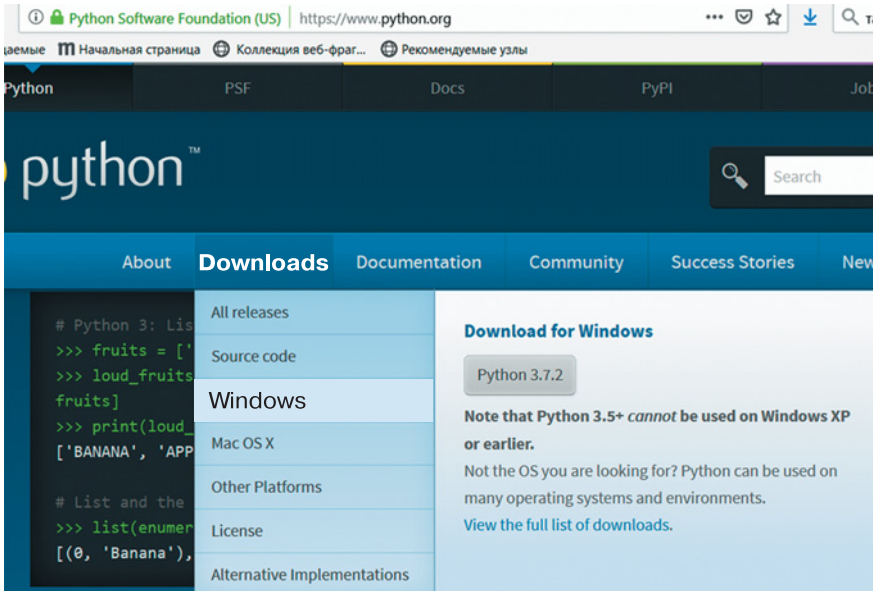 Python Software Foundation (US) https://www.python.org
Начальная страница Коллекция веб-фраг... Рекомендуемые узлы
Python PSF Docs PyPI
python™
Search
About Downloads Documentation Community Success Stories
All releases
Source code
Windows
Mac OS X
Other Platforms
License
Alternative Implementations
# Python 3:
>>> fruits = ['
>>> loud_fruits
fruits]
>>> print(loud_
['BANANA', 'APP
# List and the
>>> list(enumer
[(0, 'Banana'),
Download for Windows
Python 3.7.2
Note that Python 3.5+ cannot be used on Windows XP
or earlier.
Not the OS you are looking for? Python can be used on
many operating systems and environments.
View the full list of downloads.